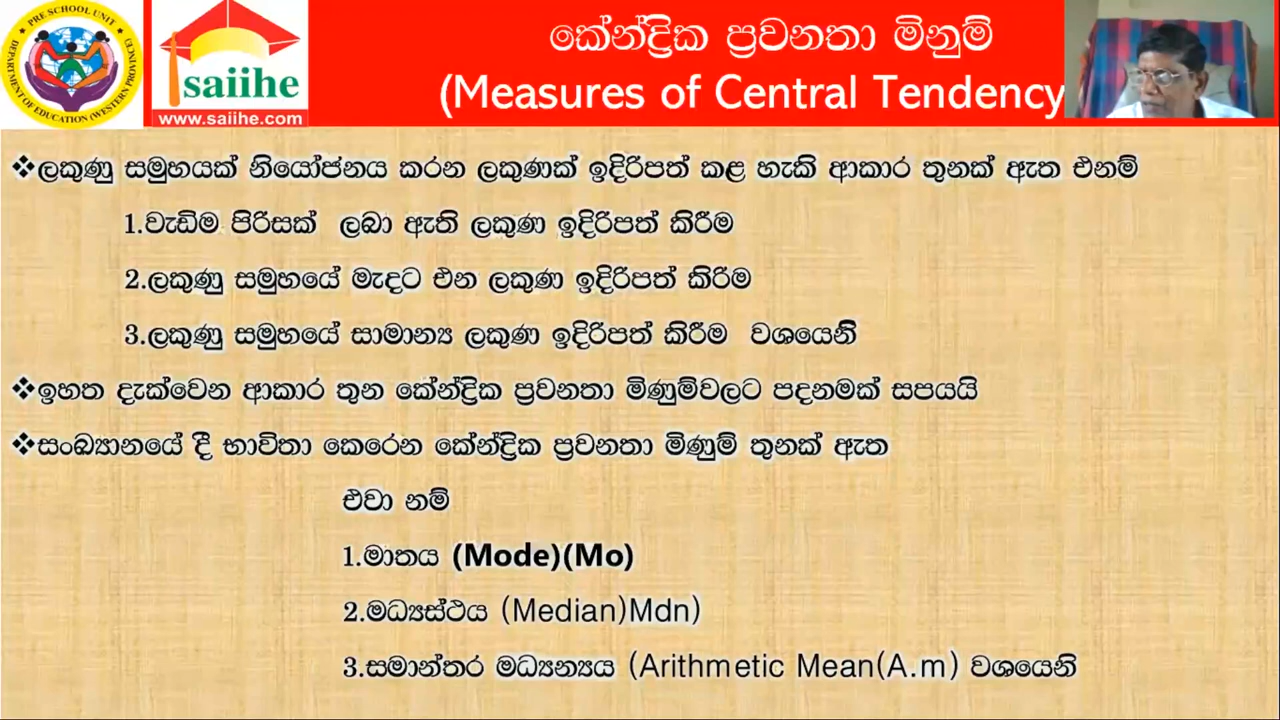 PRE SCHOOL UNIT
DEPARTMENT OF EDUCATION (WESTERN PROVINCE)
saiihe
www.saiihe.com
කේන්ද්‍රික ප්‍රවනතා මිනුම්
(Measures of Central Tendency
❖ලකුණු සමුහයක් නියෝජනය කරන ලකුණක් ඉදිරිපත් කළ හැකි ආකාර තුනක් ඇත එනම්
1.වැඩිම පිරිසක් ලබා ඇති ලකුණ ඉදිරිපත් කිරීම
2.ලකුණු සමුහයේ මැදට එන ලකුණ ඉදිරිපත් කිරිම
3.ලකුණු සමුහයේ සාමාන්‍ය ලකුණ ඉදිරිපත් කිරීම වශයෙනි
❖ඉහත දැක්වෙන ආකාර තුන කේන්ද්‍රික ප්‍රවනතා මිණුම්වලට පදනමක් සපයයි
❖සංඛ්‍යානයේ දී භාවිතා කෙරෙන කේන්ද්‍රික ප්‍රවනතා මිණුම් තුනක් ඇත
ඒවා නම්
1.මාතය (Mode)(Mo)
2.මධ්‍යස්ථය (Median)Mdn)
3.සමාන්තර මධ්‍යන්‍යය (Arithmetic Mean(A.m) වශයෙනි